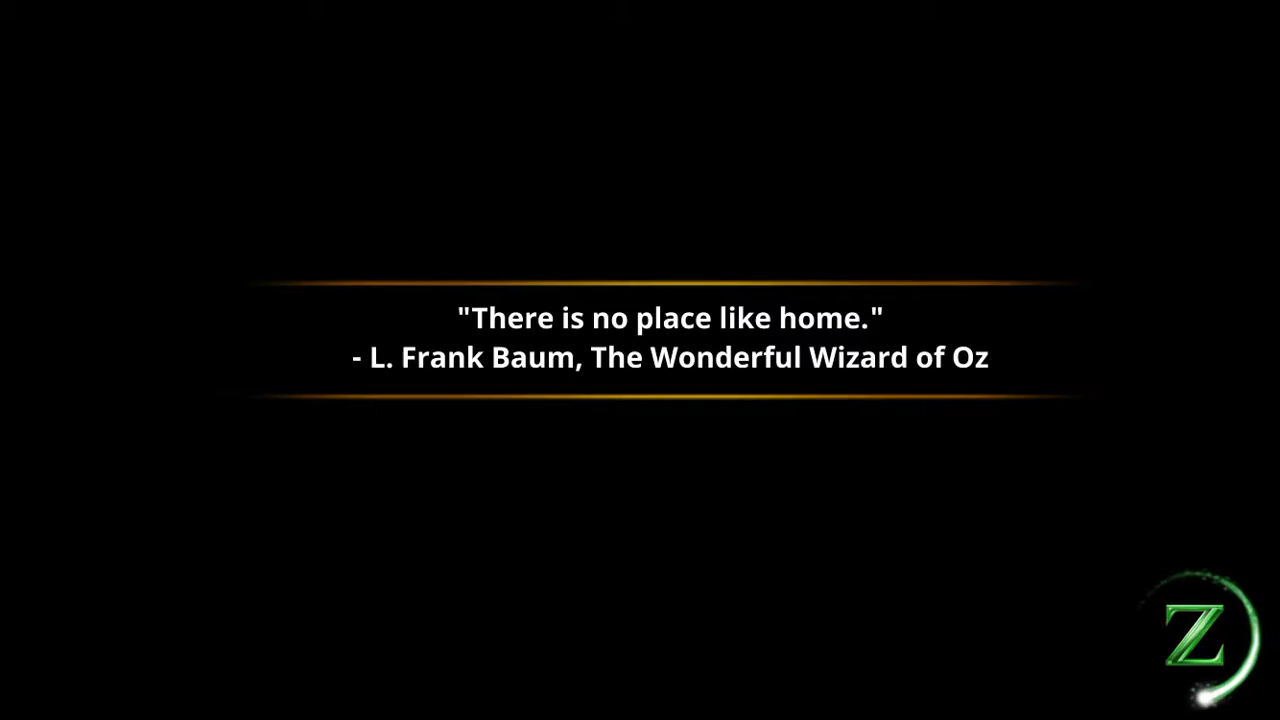 "There is no place like home."
- L. Frank Baum, The Wonderful Wizard of Oz
Z